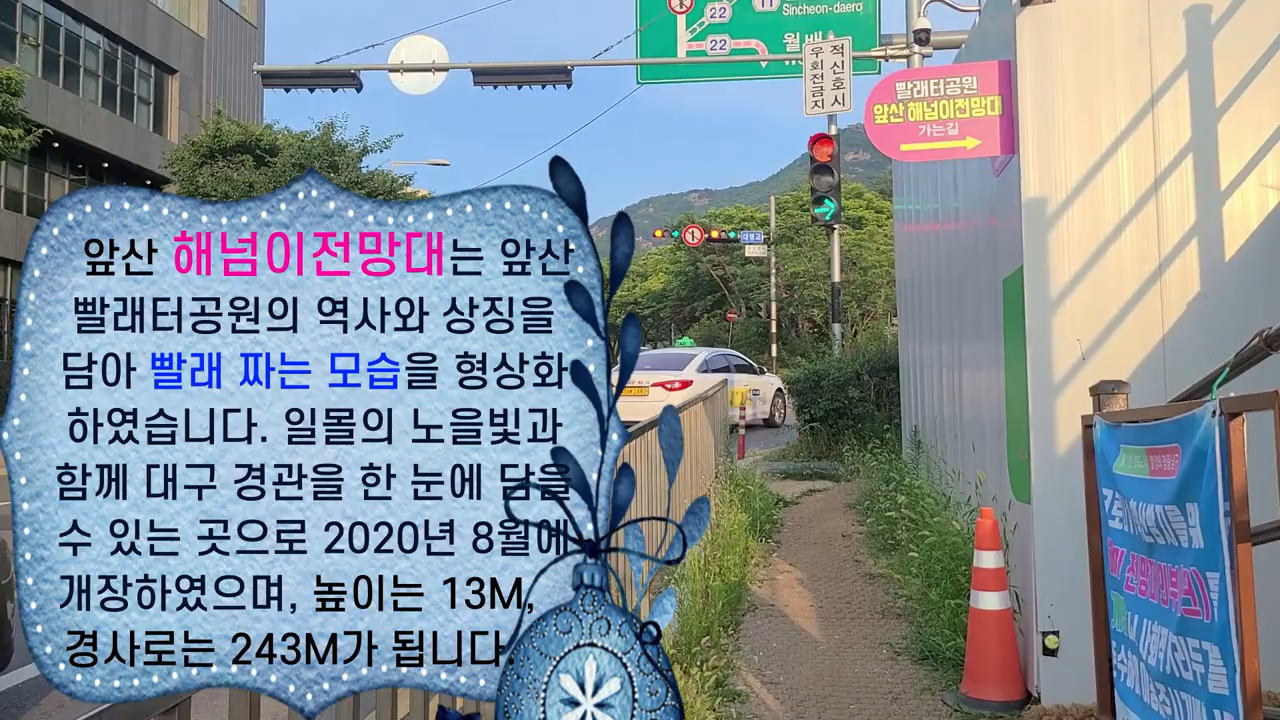 22
11
Sincheon-daero
22
월배
적신호시
우회전금지
빨래터공원
앞산 해넘이전망대
가는길
대명교
앞산 해넘이전망대는 앞산
빨래터공원의 역사와 상징을
담아 빨래 짜는 모습을 형상화
하였습니다. 일몰의 노을빛과
함께 대구 경관을 한 눈에 담을
수 있는 곳으로 2020년 8월에
개장하였으며, 높이는 13M,
경사로는 243M가 됩니다.